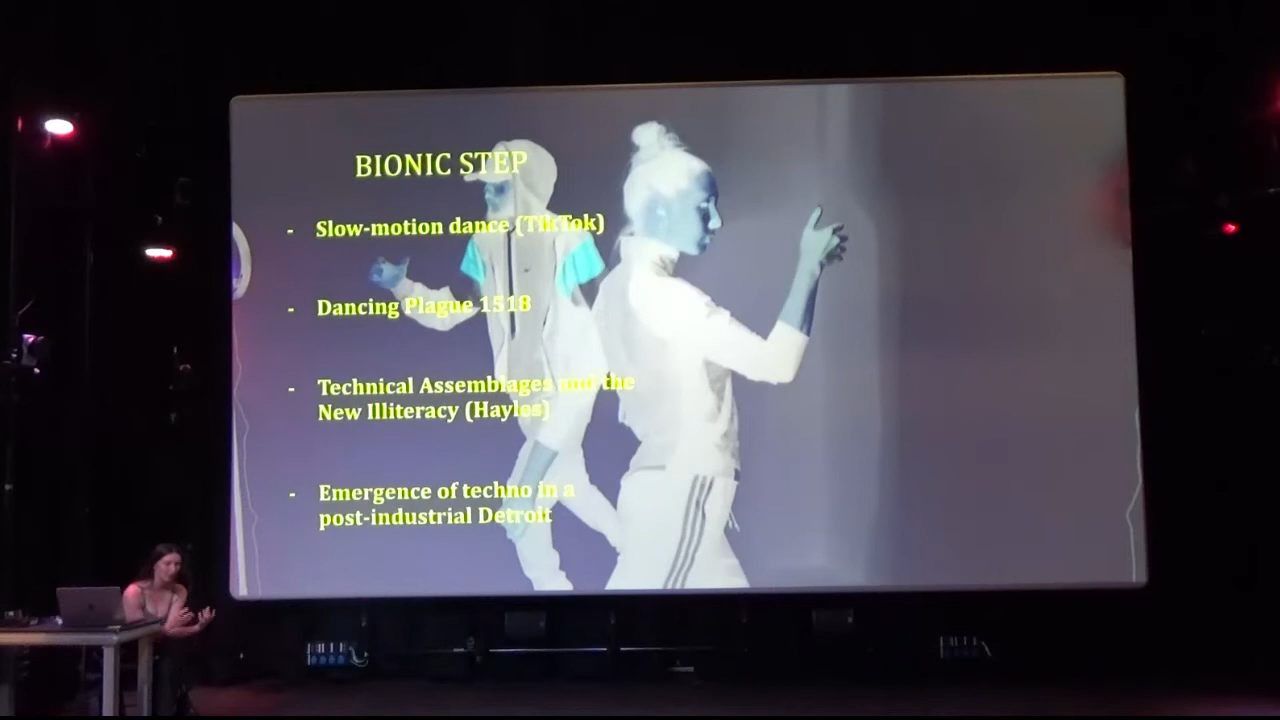 BIONIC STEP
- Slow-motion dance (TikTok)
- Dancing Plague 1518
- Technical Assemblages and the
New Illiteracy (Hayles)
- Emergence of techno in a
post-industrial Detroit